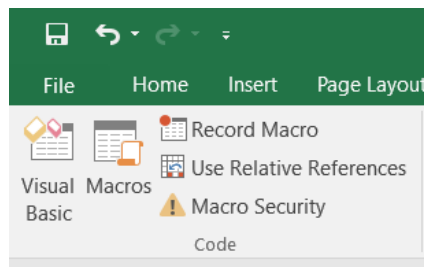 File Home Insert Page Layout
Record Macro
Use Relative References
Visual Macros
Basic
Macro Security
Code